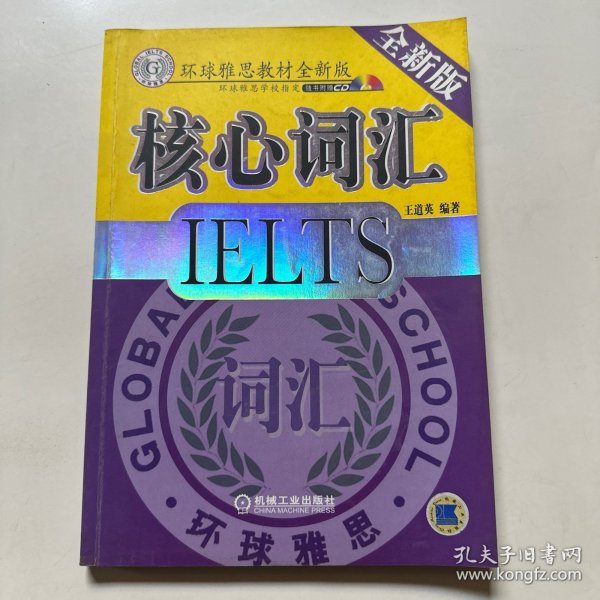 环球雅思教材全新版
环球雅思学校指定 随书附赠CD
全新版
核心词汇
王道英 编著
IELTS
GLOBAL
SCHOOL
词汇
机械工业出版社
CHINA MACHINE PRESS
·环球雅思·
孔夫子旧书网
www.kongfz.com